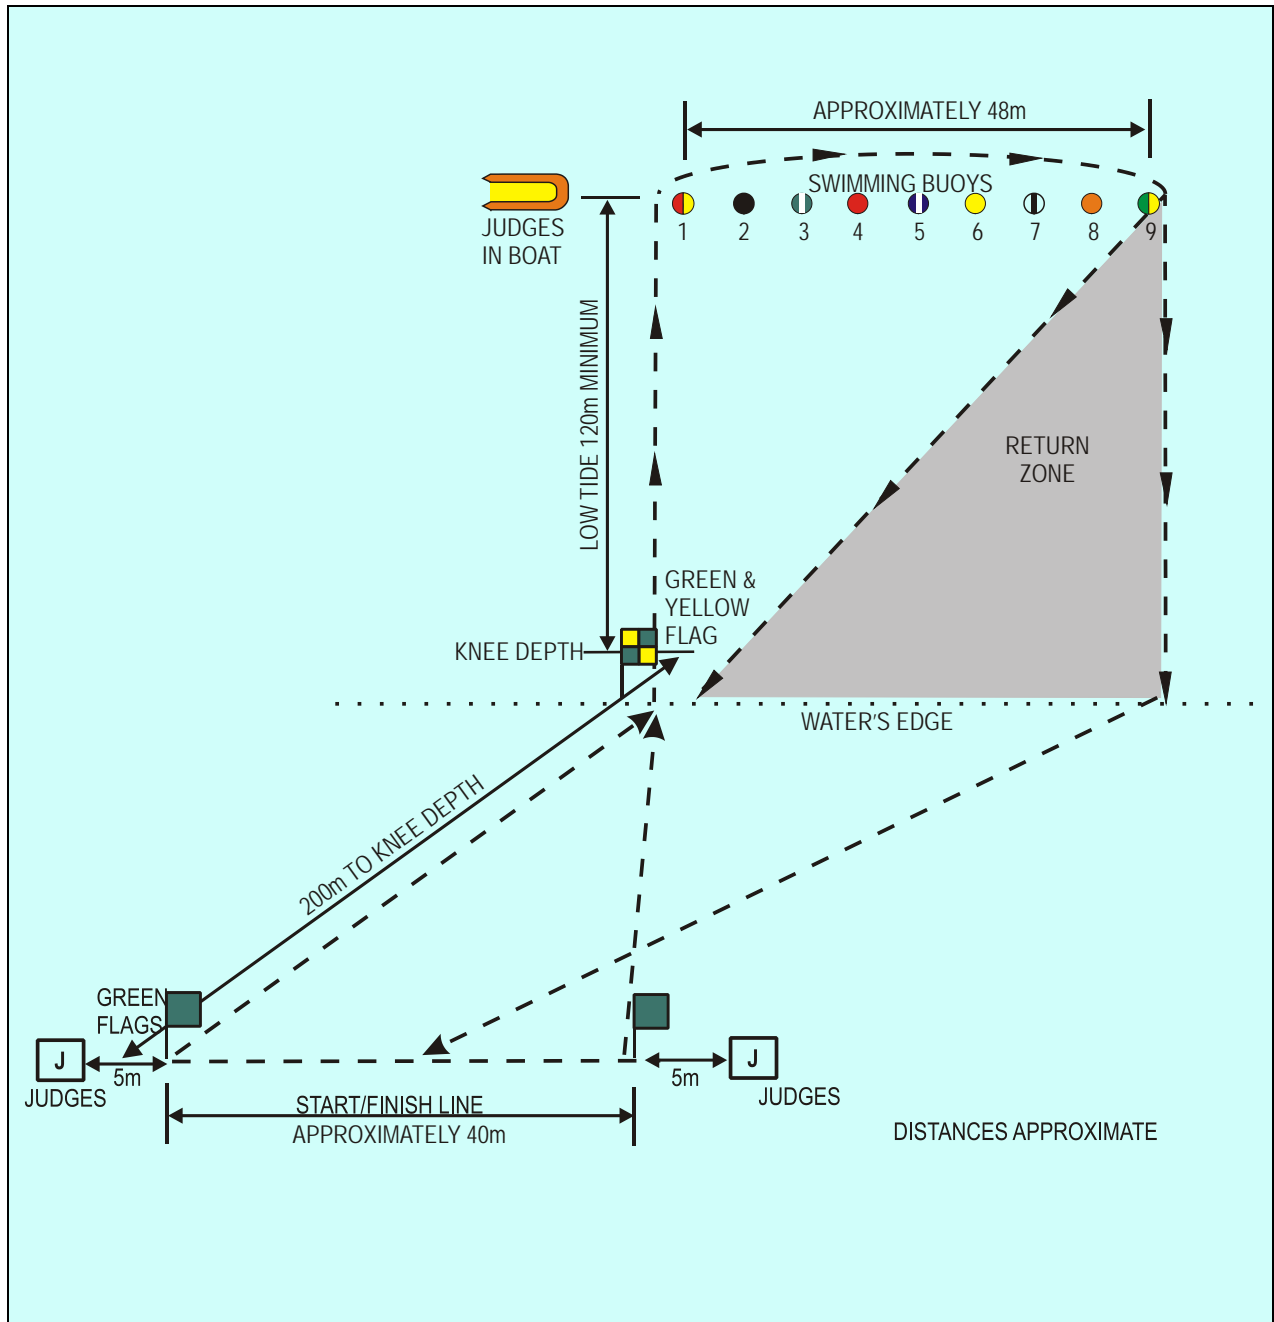 APPROXIMATELY 48m
SWIMMING BUOYS
JUDGES
IN BOAT
1 2 3 4 5 6 7 8 9
LOW TIDE 120m MINIMUM
RETURN
ZONE
GREEN &
YELLOW
FLAG
KNEE DEPTH
WATER'S EDGE
200m TO KNEE DEPTH
GREEN
FLAGS
J
5m
JUDGES
J
5m
JUDGES
START/FINISH LINE
APPROXIMATELY 40m
DISTANCES APPROXIMATE